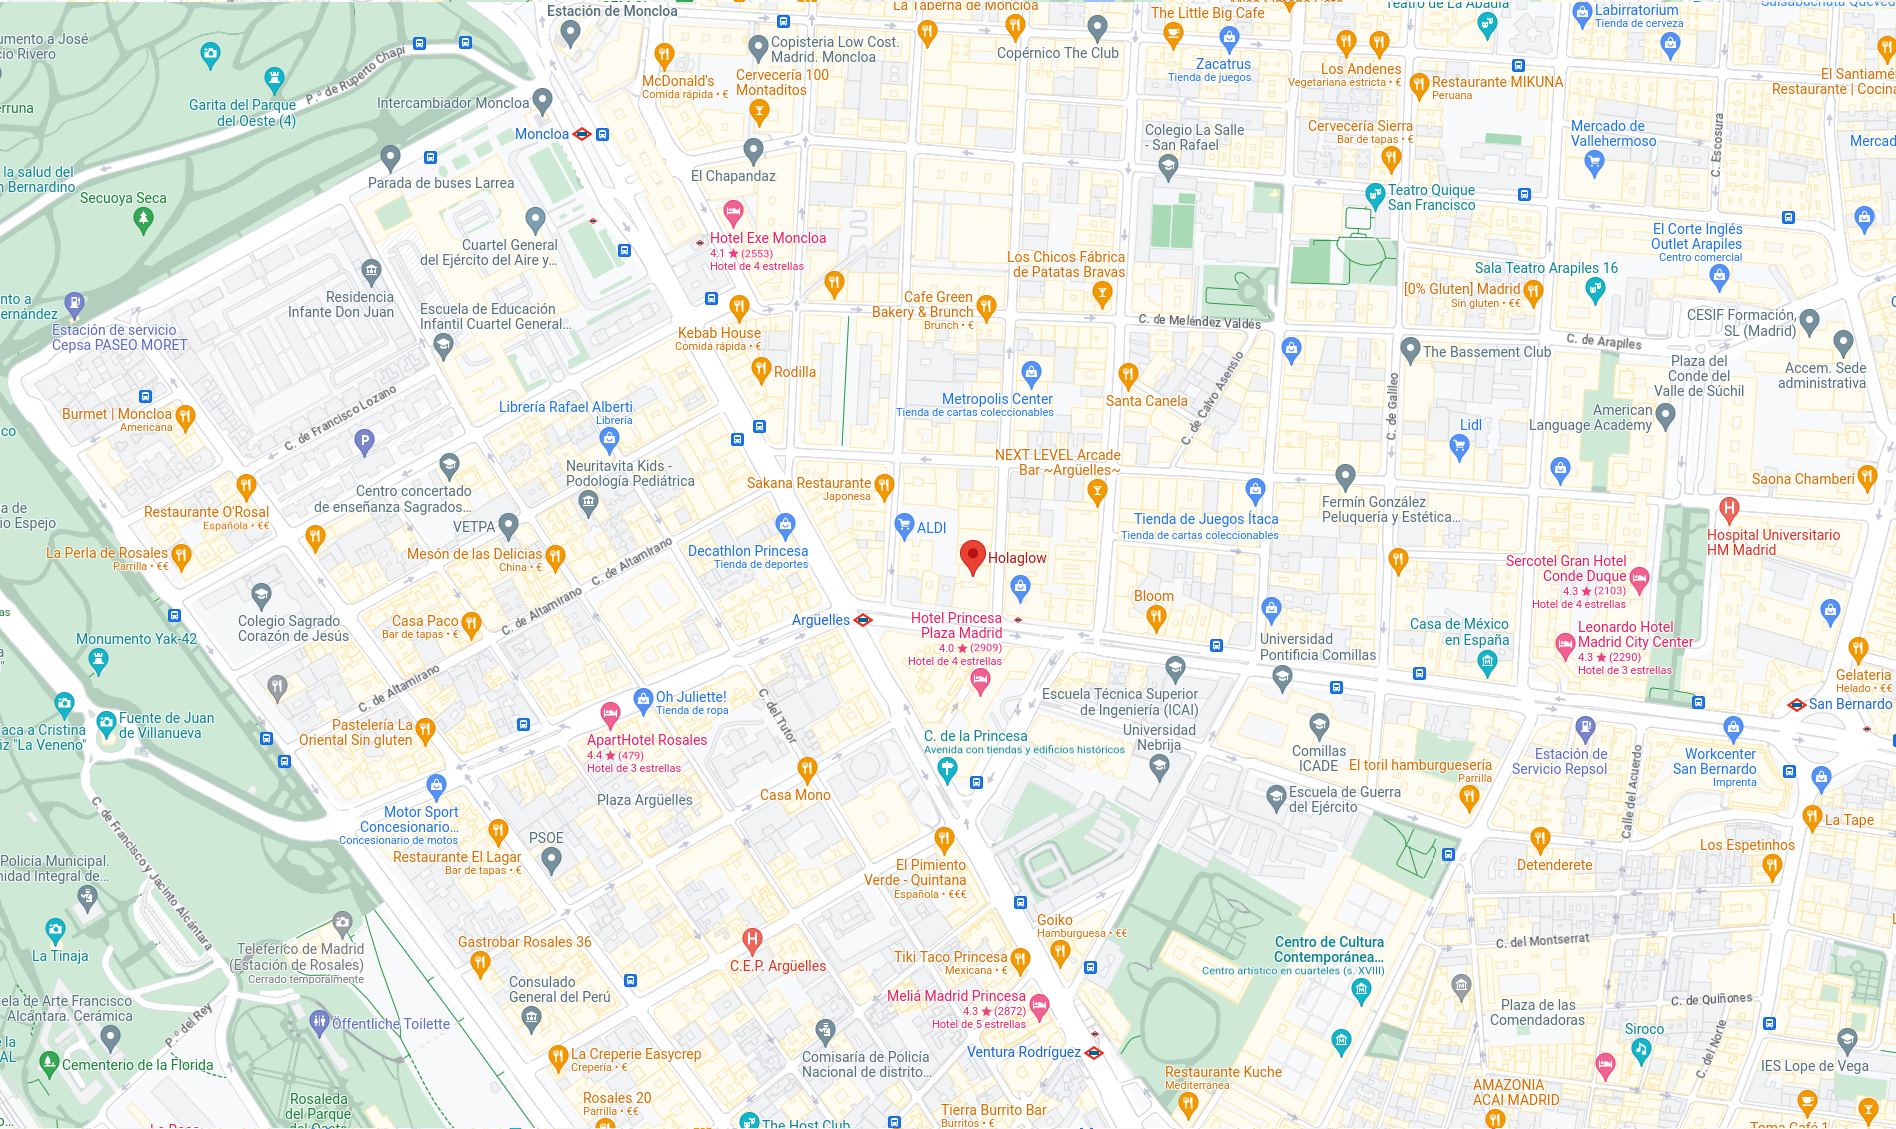 Estación de Moncloa
La Taberna de Moncloa
The Little Big Cafe
Teatro de La Abadía
Labirratorium
Tienda de cerveza
Copisteria Low Cost.
Madrid. Moncloa
Copérnico The Club
Zacatrus
Tienda de juegos
Los Andenes
Vegetariana estricta • €
Restaurante MIKUNA
Peruana
El Santiamén
Restaurante | Cocina
umento a José
cio Rivero
P.º de Ruperto Chapí
McDonald's
Comida rápida • €
Cervecería 100
Montaditos
Garita del Parque
del Oeste (4)
Intercambiador Moncloa
Moncloa
erruna
Colegio La Salle
- San Rafael
Cervecería Sierra
Bar de tapas • €
Mercado de
Vallehermoso
C. Escosura
Mercad
la salud del
n Bernardino
Secuoya Seca
Parada de buses Larrea
El Chapandaz
Teatro Quique
San Francisco
Cuartel General
del Ejército del Aire y...
Hotel Exe Moncloa
4.1 ★ (2553)
Hotel de 4 estrellas
Los Chicos Fábrica
de Patatas Bravas
El Corte Inglés
Outlet Arapiles
Centro comercial
Sala Teatro Arapiles 16
[0% Gluten] Madrid
Sin gluten • €€
nto a
ernández
Residencia
Infante Don Juan
Escuela de Educación
Infantil Cuartel General...
Cafe Green
Bakery & Brunch
Brunch • €
C. de Meléndez Valdés
Estación de servicio
Cepsa PASEO MORET
Kebab House
Comida rápida • €
CESIF Formación,
SL (Madrid)
C. de Arapiles
The Bassement Club
Plaza del
Conde del
Valle de Súchil
Accem. Sede
administrativa
Rodilla
C. de Calvo Asensio
Burmet | Moncloa
Americana
C. de Francisco Lozano
Librería Rafael Alberti
Librería
Metropolis Center
Tienda de cartas coleccionables
Santa Canela
C. de Galileo
Lidl
American
Language Academy
co
P
Neuritavita Kids -
Podología Pediátrica
NEXT LEVEL Arcade
Bar ~Argüelles~
Sakana Restaurante
Japonesa
Saona Chamberí
Centro concertado
de enseñanza Sagrados...
Restaurante O'Rosal
Española • €€
a de
io Espejo
VETPA
ALDI
Tienda de Juegos Ítaca
Tienda de cartas coleccionables
Fermín González
Peluquería y Estética...
Hospital Universitario
HM Madrid
La Perla de Rosales
Parrilla • €€
Mesón de las Delicias
China • €
C. de Altamirano
Decathlon Princesa
Tienda de deportes
Holaglow
Sercotel Gran Hotel
Conde Duque
4.3 ★ (2103)
Hotel de 4 estrellas
Bloom
C. de Altamirano
Casa Paco
Bar de tapas • €
Colegio Sagrado
Corazón de Jesús
as
Argüelles
Hotel Princesa
Plaza Madrid
4.0 ★ (2909)
Hotel de 4 estrellas
Monumento Yak-42
Universidad
Pontificia Comillas
Casa de México
en España
Leonardo Hotel
Madrid City Center
4.3 ★ (2290)
Hotel de 3 estrellas
Gelateria
Helado • €€
San Bernardo
C. de Altamirano
Oh Juliette!
Tienda de ropa
C. del Tutor
Escuela Técnica Superior
de Ingeniería (ICAI)
Fuente de Juan
de Villanueva
aca a Cristina
iz "La Veneno"
Pastelería La
Oriental Sin gluten
ApartHotel Rosales
4.4 ★ (479)
Hotel de 3 estrellas
C. de la Princesa
Avenida con tiendas y edificios históricos
Universidad
Nebrija
Comillas
ICADE
El toril hamburguesería
Parrilla
Estación de
Servicio Repsol
Workcenter
San Bernardo
Imprenta
Calle del Acuerdo
Casa Mono
Plaza Argüelles
Escuela de Guerra
del Ejército
Motor Sport
Concesionario...
Concesionario de motos
La Tape
PSOE
Restaurante El Lagar
Bar de tapas • €
C. de Francisco y Jacinto Alcántara
El Pimiento
Verde - Quintana
Española • €€€
Detenderete
Los Espetinhos
Policía Municipal.
nidad Integral de...
Goiko
Hamburguesa • €€
La Tinaja
Teleférico de Madrid
(Estación de Rosales)
Cerrado temporalmente
Gastrobar Rosales 36
C.E.P. Argüelles
Tiki Taco Princesa
Mexicana • €
Centro de Cultura
Contemporánea...
Centro artístico en cuarteles (s. XVIII)
C. del Montserrat
Consulado
General del Perú
Meliá Madrid Princesa
4.3 ★ (2872)
Hotel de 5 estrellas
Plaza de las
Comendadoras
C. de Quiñones
ela de Arte Francisco
Alcántara. Cerámica
P.º del Rey
Öffentliche Toilette
Siroco
C. del Norte
Ventura Rodríguez
e la
AL
Cementerio de la Florida
La Creperie Easycrep
Crepería • €
Comisaría de Policía
Nacional de distrito...
IES Lope de Vega
Restaurante Kuche
Mediterránea
AMAZONIA
ACAI MADRID
Rosaleda
del Parque
del Oeste
Rosales 20
Parrilla • €€
The Host Club
Tierra Burrito Bar
Burritos • €
Toma Café 1